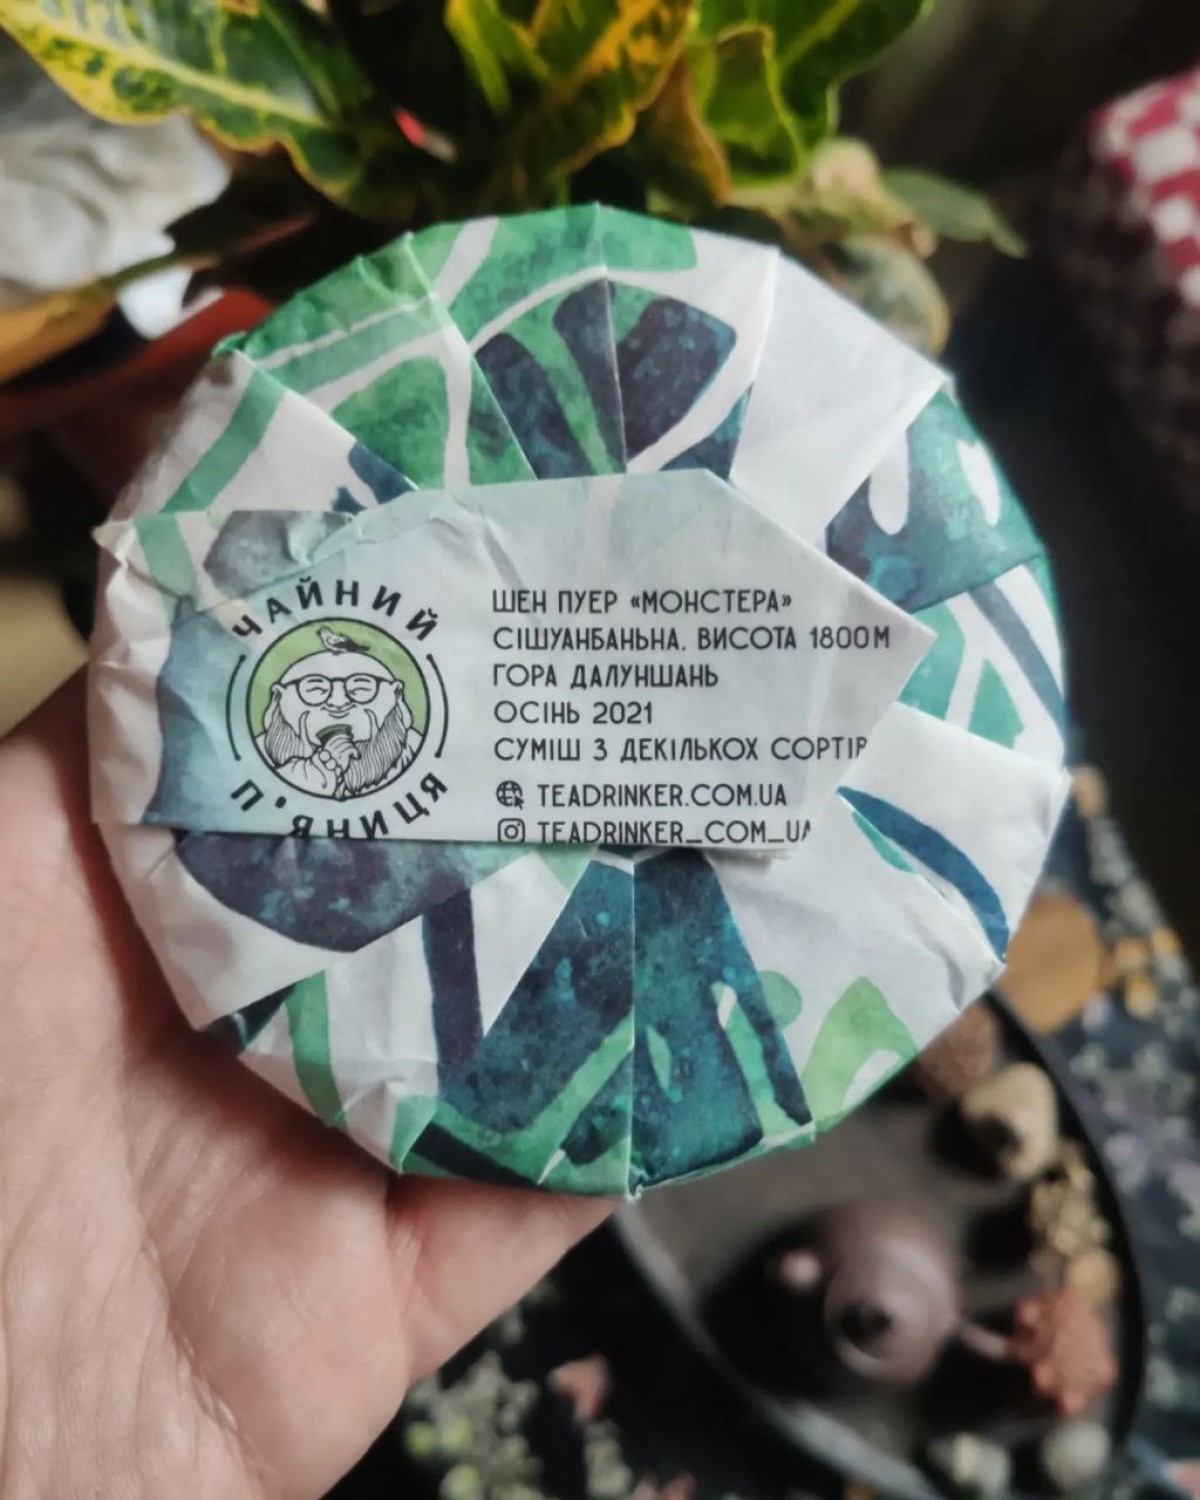 ЧАЙНИЙ
П'ЯНИЦЯ
ШЕН ПУЕР «МОНСТЕРА»
СІШУАНБАНЬНА. ВИСОТА 1800М
ГОРА ДАЛУНШАНЬ
ОСІНЬ 2021
СУМІШ З ДЕКІЛЬКОХ СОРТІВ
TEADRINKER.COM.UA
TEADRINKER_COM_UA